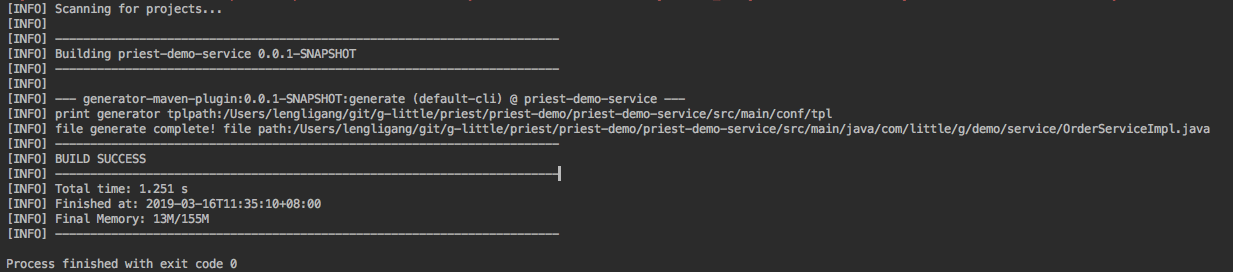 [INFO] Scanning for projects...
[INFO]
[INFO] ------------------------------------------------------------------------
[INFO] Building priest-demo-service 0.0.1-SNAPSHOT
[INFO] ------------------------------------------------------------------------
[INFO]
[INFO] --- generator-maven-plugin:0.0.1-SNAPSHOT:generate (default-cli) @ priest-demo-service ---
[INFO] print generator tplpath:/Users/lengligang/git/g-little/priest/priest-demo/priest-demo-service/src/main/conf/tpl
[INFO] file generate complete! file path:/Users/lengligang/git/g-little/priest/priest-demo/priest-demo-service/src/main/java/com/little/g/demo/service/OrderServiceImpl.java
[INFO] ------------------------------------------------------------------------
[INFO] BUILD SUCCESS
[INFO] ------------------------------------------------------------------------
[INFO] Total time: 1.251 s
[INFO] Finished at: 2019-03-16T11:35:10+08:00
[INFO] Final Memory: 13M/155M
[INFO] ------------------------------------------------------------------------
Process finished with exit code 0